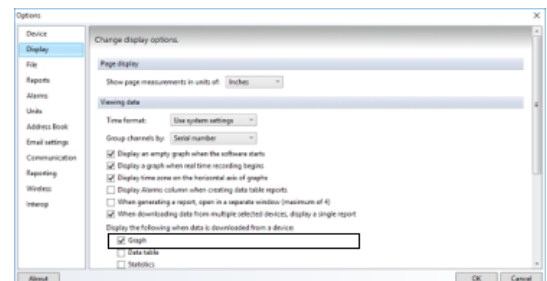 Options
Device
Display
File
Reports
Alarms
Units
Address Book
Email settings
Communication
Reporting
Wireless
Interop
Change display options.
Page display
Show page measurements in units of: Inches
Viewing data
Time format: Use system settings
Group channels by: Serial number
Display an empty graph when the software starts
Display a graph when real time recording begins
Display time zone on the horizontal axis of graphs
Display Alarms column when creating data table reports
When generating a report, open in a separate window (maximum of 4)
When downloading data from multiple selected devices, display a single report
Display the following when data is downloaded from a device:
Graph
Data table
Statistics
About
OK Cancel